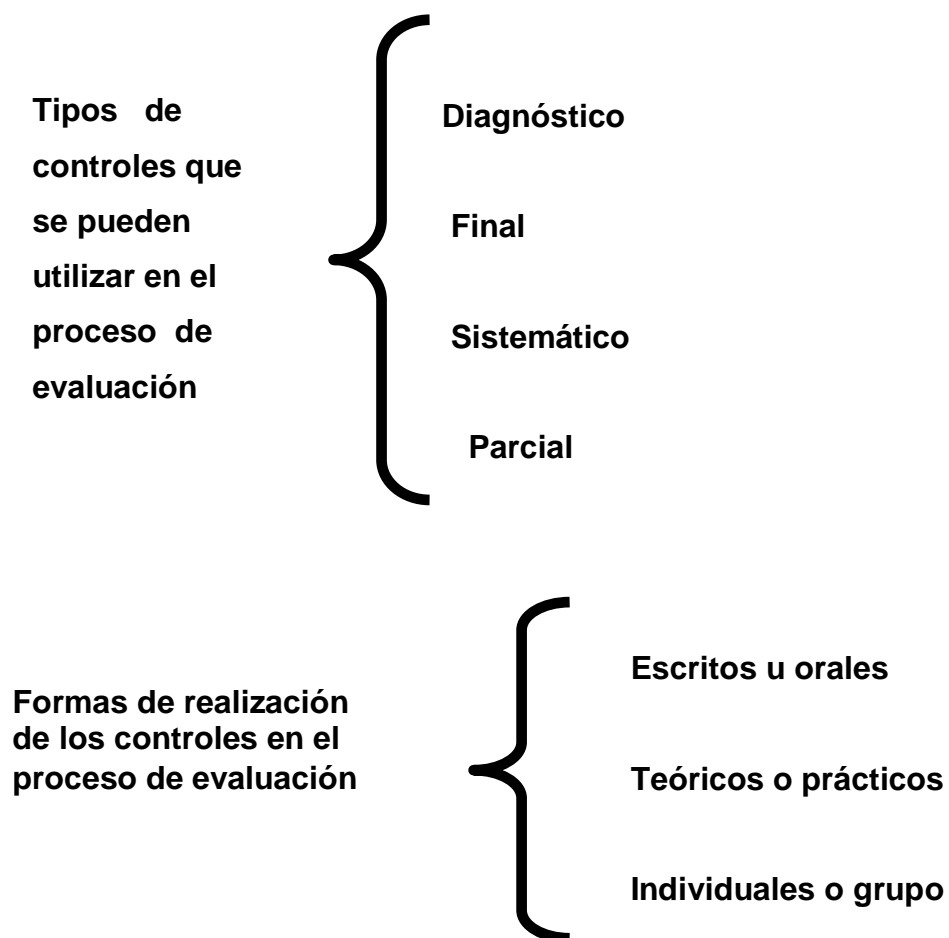 Tipos de
controles que
se pueden
utilizar en el
proceso de
evaluación
Diagnóstico
Final
Sistemático
Parcial
Formas de realización
de los controles en el
proceso de evaluación
Escritos u orales
Teóricos o prácticos
Individuales o grupo